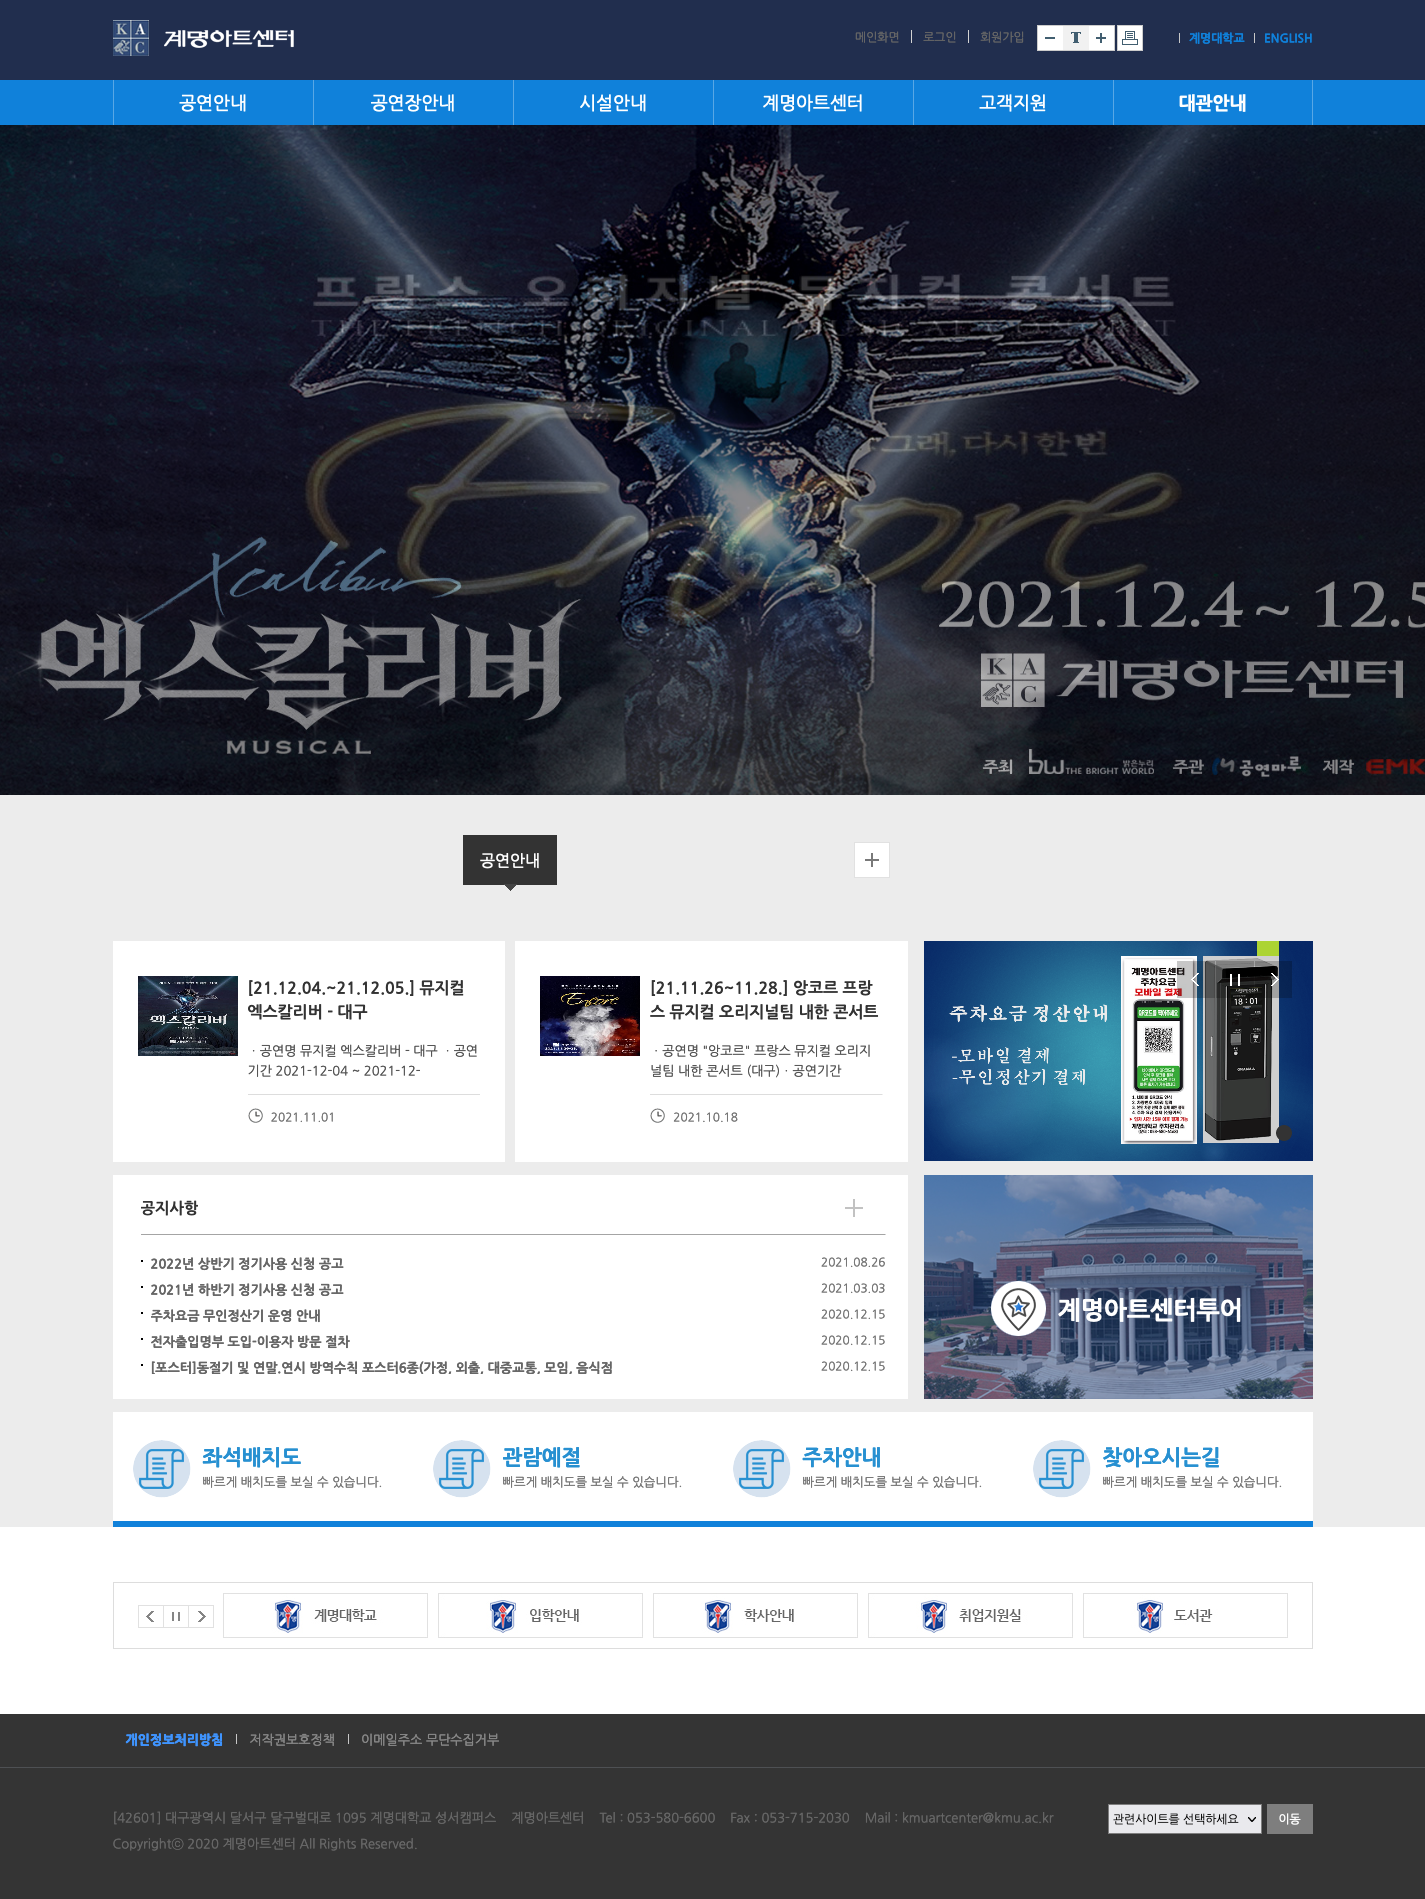 K A C 계명아트센터
메인화면 로그인 회원가입 T 계명대학교 ENGLISH
공연안내 공연장안내 시설안내 계명아트센터 고객지원 대관안내
프랑스 오리지널 뮤지컬 콘서트
THE FRENCH ORIGINAL MUSICAL CONCERT
그래, 다시 한 번
Encore
Xcalibur
엑스칼리버
MUSICAL
2021.12.4 ~ 12.5
K A C 계명아트센터
주최 bw THE BRIGHT WORLD 밝은누리 주관 공연마루 제작 EMK
공연안내
[21.12.04.~21.12.05.] 뮤지컬
엑스칼리버 - 대구
· 공연명 뮤지컬 엑스칼리버 - 대구 · 공연
기간 2021-12-04 ~ 2021-12-
2021.11.01
[21.11.26~11.28.] 앙코르 프랑
스 뮤지컬 오리지널팀 내한 콘서트
· 공연명 "앙코르" 프랑스 뮤지컬 오리지
널팀 내한 콘서트 (대구) · 공연기간
2021.10.18
주차요금 정산안내
-모바일 결제
-무인정산기 결제
계명아트센터
주차요금
모바일 결제
18:01
공지사항
2022년 상반기 정기사용 신청 공고 2021.08.26
2021년 하반기 정기사용 신청 공고 2021.03.03
주차요금 무인정산기 운영 안내 2020.12.15
전자출입명부 도입-이용자 방문 절차 2020.12.15
[포스터]동절기 및 연말.연시 방역수칙 포스터6종(가정, 외출, 대중교통, 모임, 음식점 2020.12.15
계명아트센터투어
좌석배치도
빠르게 배치도를 보실 수 있습니다.
관람예절
빠르게 배치도를 보실 수 있습니다.
주차안내
빠르게 배치도를 보실 수 있습니다.
찾아오시는길
빠르게 배치도를 보실 수 있습니다.
계명대학교 입학안내 학사안내 취업지원실 도서관
개인정보처리방침 저작권보호정책 이메일주소 무단수집거부
[42601] 대구광역시 달서구 달구벌대로 1095 계명대학교 성서캠퍼스 계명아트센터 Tel : 053-580-6600 Fax : 053-715-2030 Mail : kmuartcenter@kmu.ac.kr
Copyrightⓒ 2020 계명아트센터 All Rights Reserved.
관련사이트를 선택하세요 이동